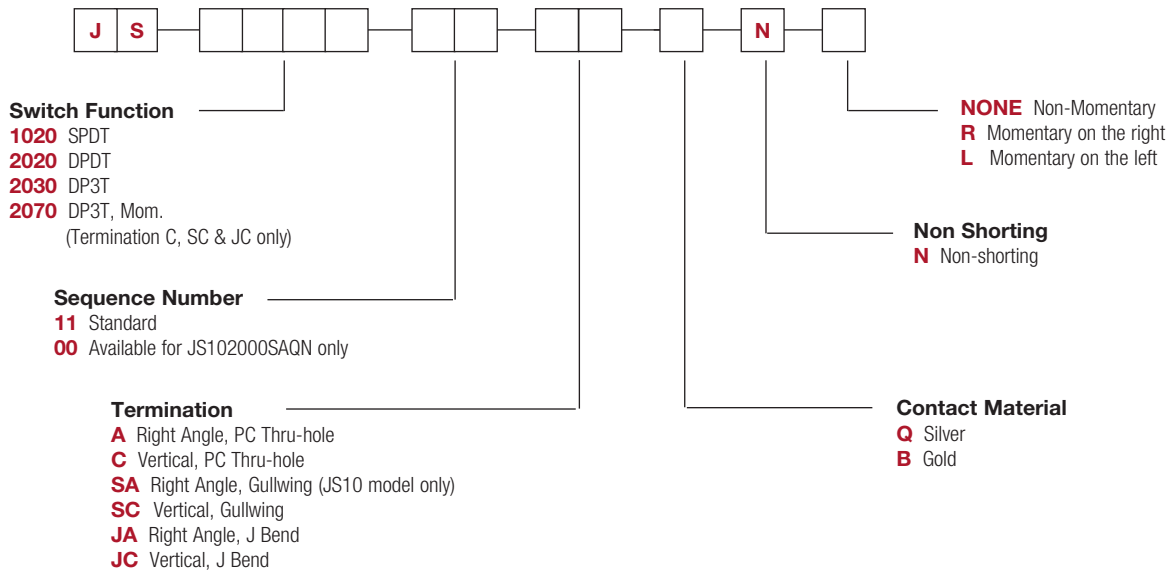 J S N
Switch Function
1020 SPDT
2020 DPDT
2030 DP3T
2070 DP3T, Mom.
(Termination C, SC & JC only)
NONE Non-Momentary
R Momentary on the right
L Momentary on the left
Non Shorting
N Non-shorting
Sequence Number
11 Standard
00 Available for JS102000SAQN only
Termination
A Right Angle, PC Thru-hole
C Vertical, PC Thru-hole
SA Right Angle, Gullwing (JS10 model only)
SC Vertical, Gullwing
JA Right Angle, J Bend
JC Vertical, J Bend
Contact Material
Q Silver
B Gold